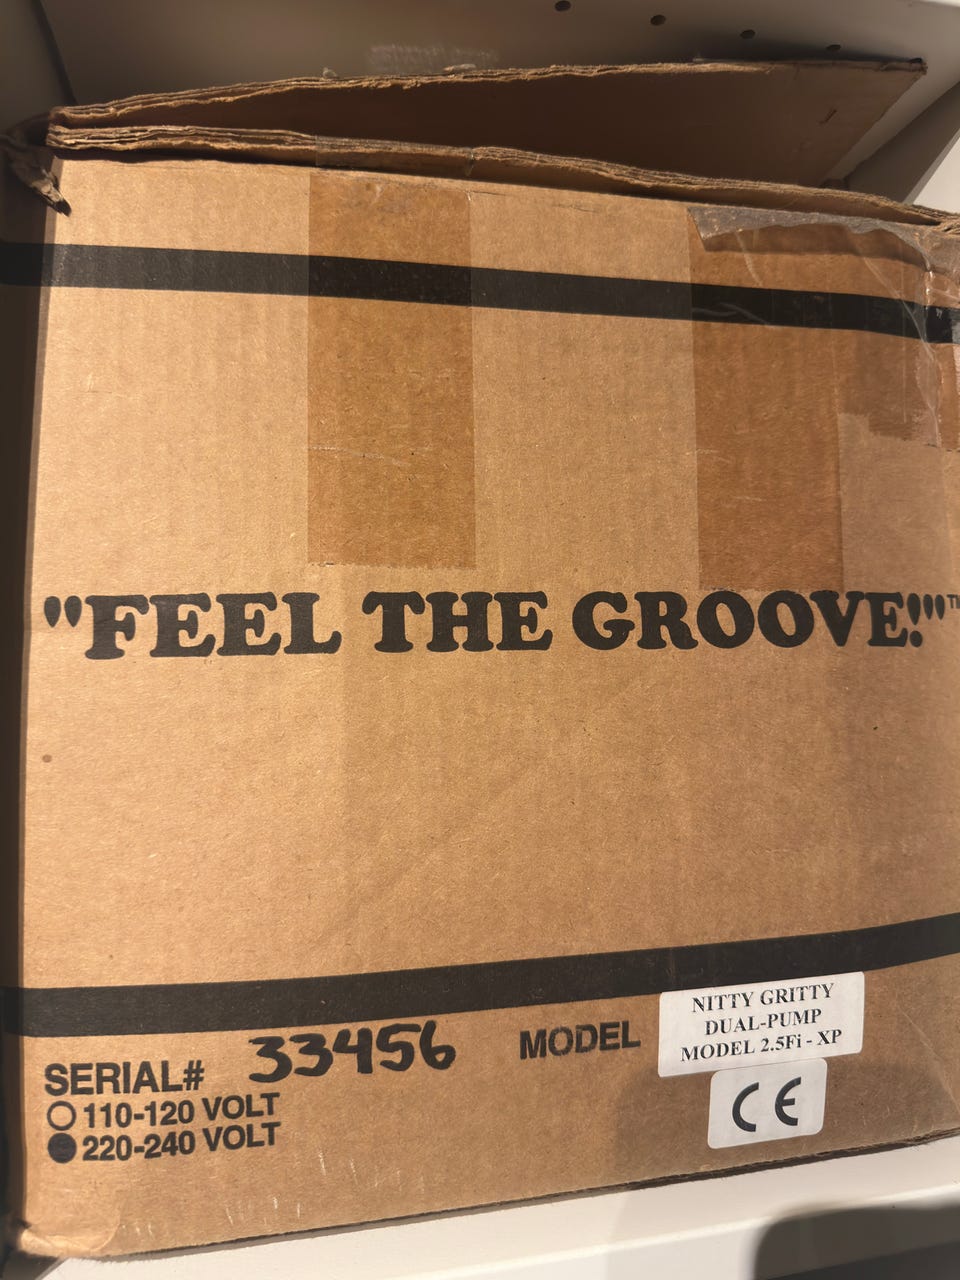 "FEEL THE GROOVE!"™
SERIAL# 33456
110-120 VOLT
220-240 VOLT
MODEL
NITTY GRITTY
DUAL-PUMP
MODEL 2.5Fi - XP
CE